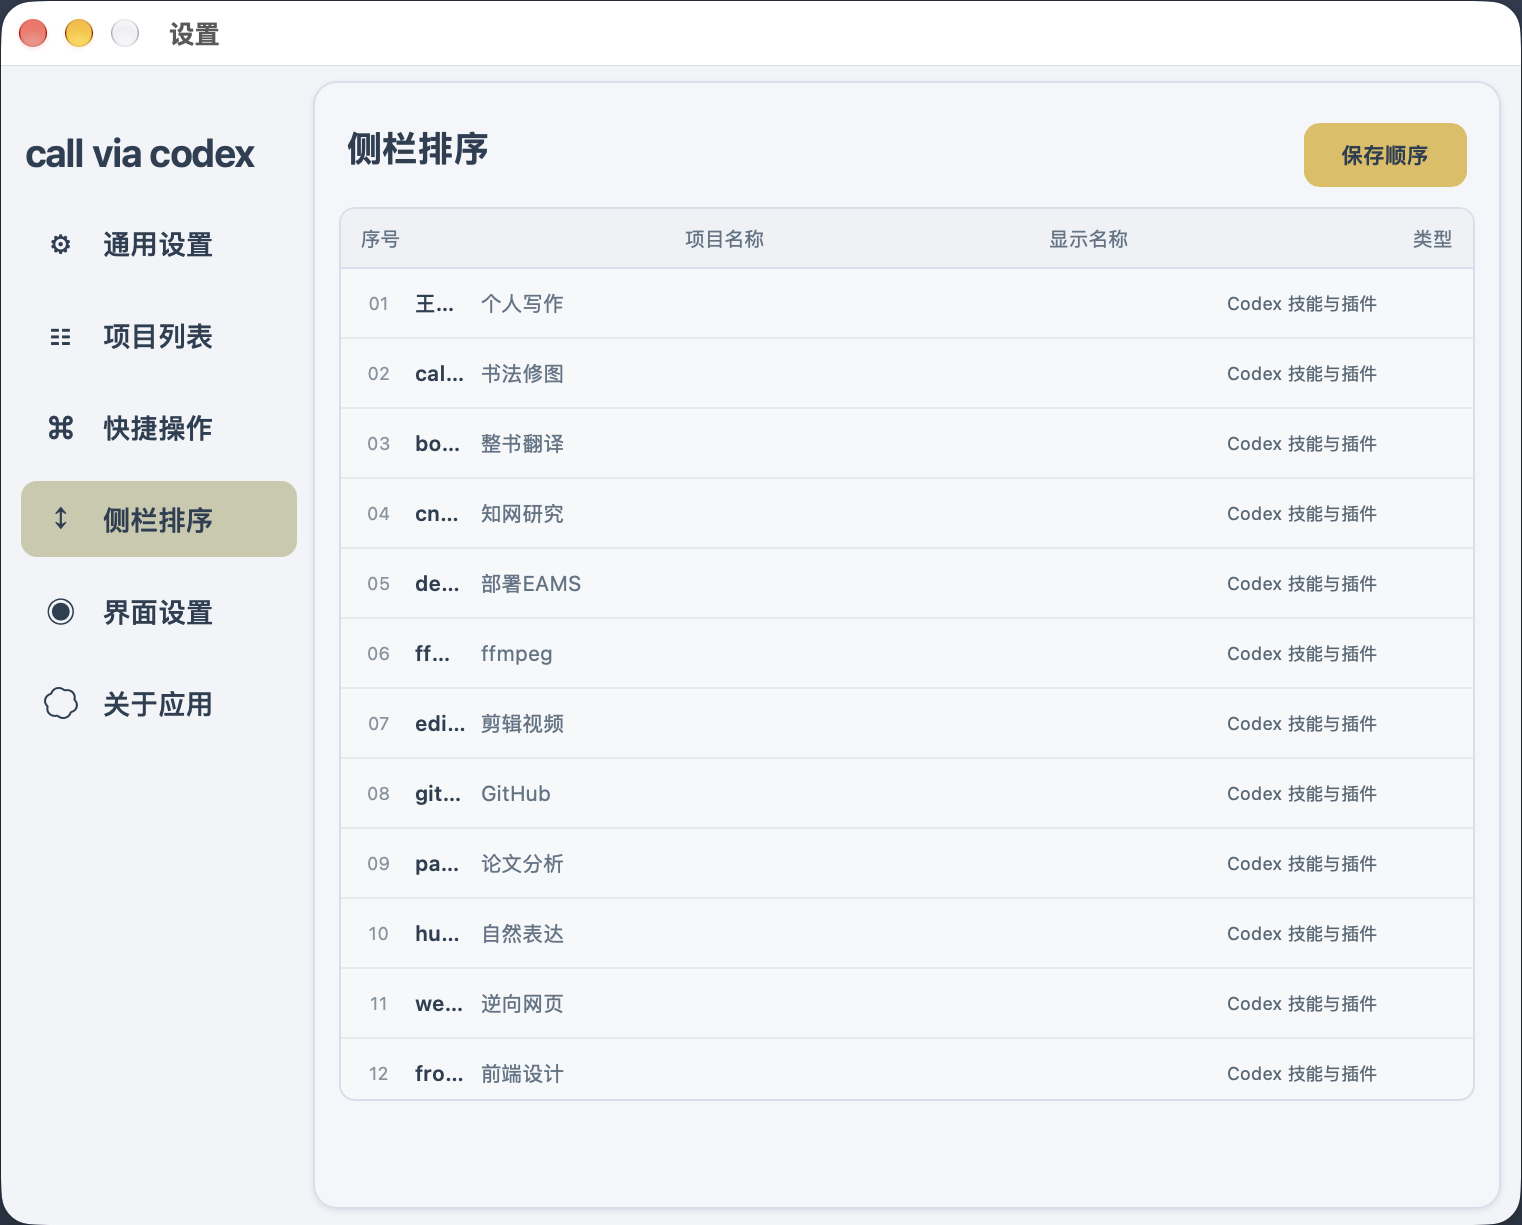 设置
call via codex
通用设置
项目列表
快捷操作
侧栏排序
界面设置
关于应用
侧栏排序
保存顺序
序号 项目名称 显示名称 类型
01 王... 个人写作 Codex 技能与插件
02 cal... 书法修图 Codex 技能与插件
03 bo... 整书翻译 Codex 技能与插件
04 cn... 知网研究 Codex 技能与插件
05 de... 部署EAMS Codex 技能与插件
06 ff... ffmpeg Codex 技能与插件
07 edi... 剪辑视频 Codex 技能与插件
08 git... GitHub Codex 技能与插件
09 pa... 论文分析 Codex 技能与插件
10 hu... 自然表达 Codex 技能与插件
11 we... 逆向网页 Codex 技能与插件
12 fro... 前端设计 Codex 技能与插件